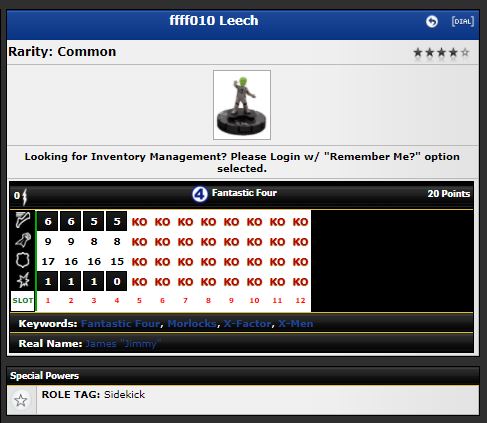 ffff010 Leech [DIAL]
Rarity: Common
Looking for Inventory Management? Please Login w/ "Remember Me?" option
selected.
0 4 Fantastic Four 20 Points
6 6 5 5 KO KO KO KO KO KO KO KO
9 9 8 8 KO KO KO KO KO KO KO KO
17 16 16 15 KO KO KO KO KO KO KO KO
1 1 1 0 KO KO KO KO KO KO KO KO
SLOT 1 2 3 4 5 6 7 8 9 10 11 12
Keywords: Fantastic Four, Morlocks, X-Factor, X-Men
Real Name: James "Jimmy"
Special Powers
ROLE TAG: Sidekick